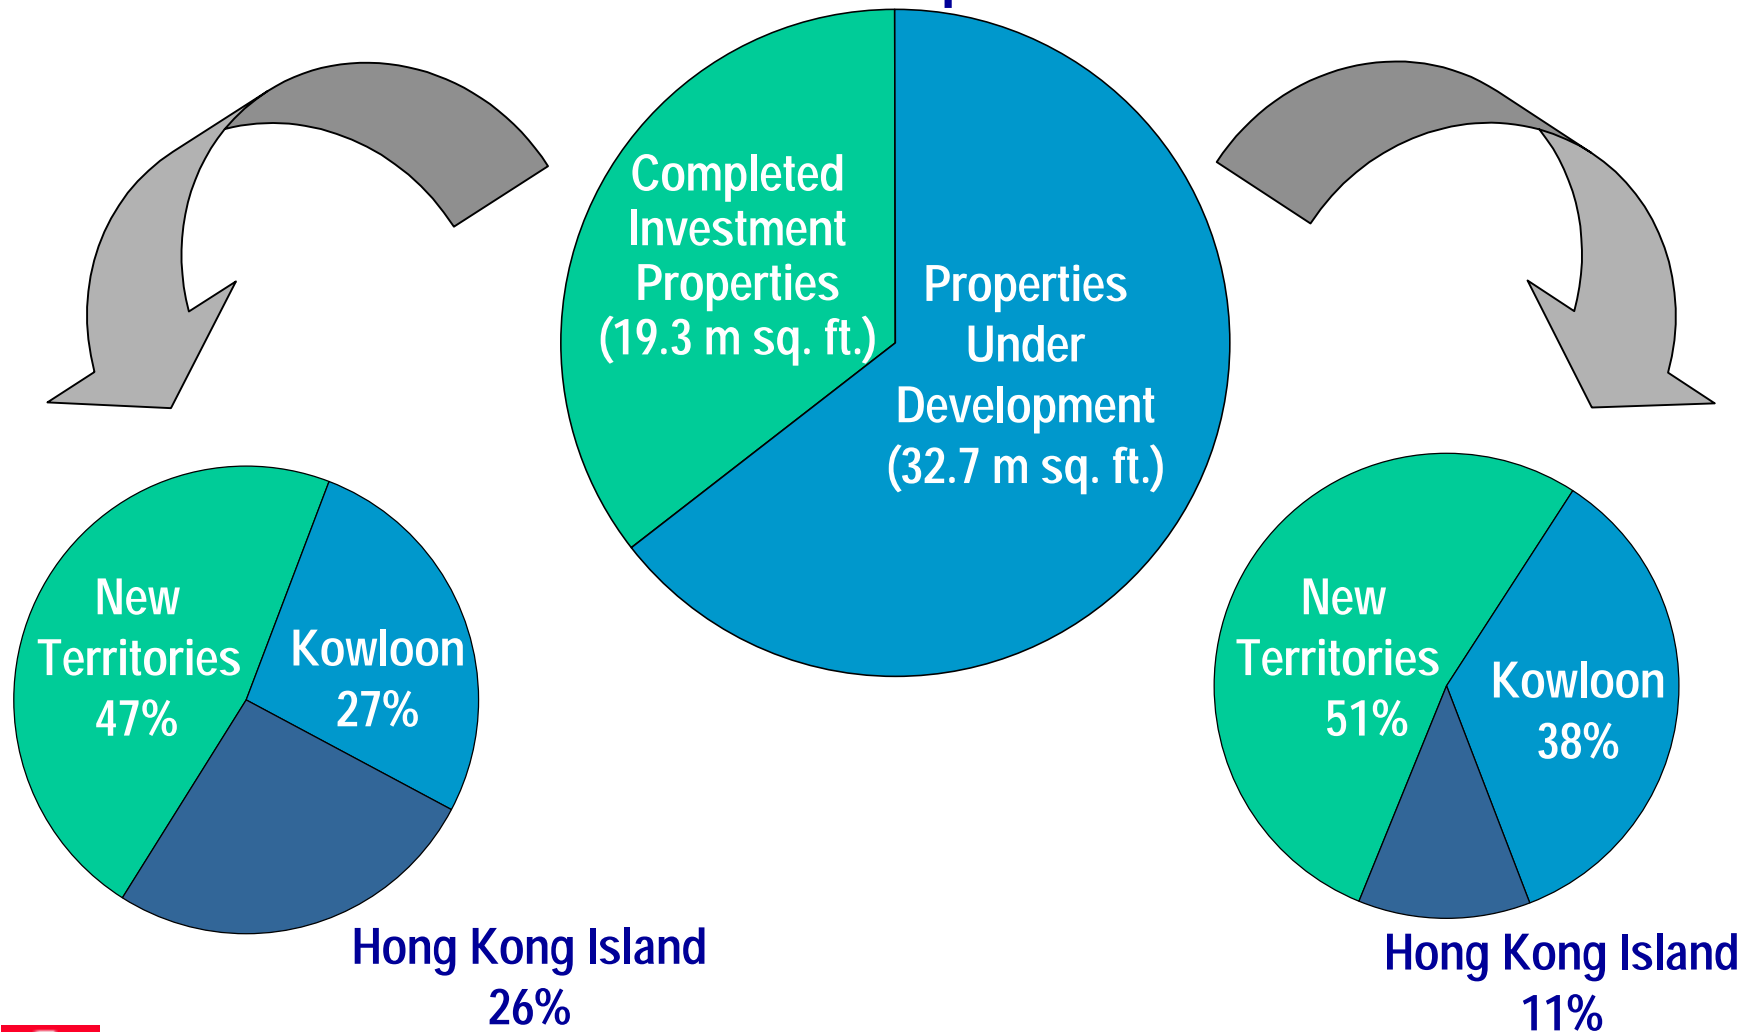 Completed
Investment
Properties
(19.3 m sq. ft.)
Properties
Under
Development
(32.7 m sq. ft.)
New
Territories
47%
Kowloon
27%
Hong Kong Island
26%
New
Territories
51%
Kowloon
38%
Hong Kong Island
11%